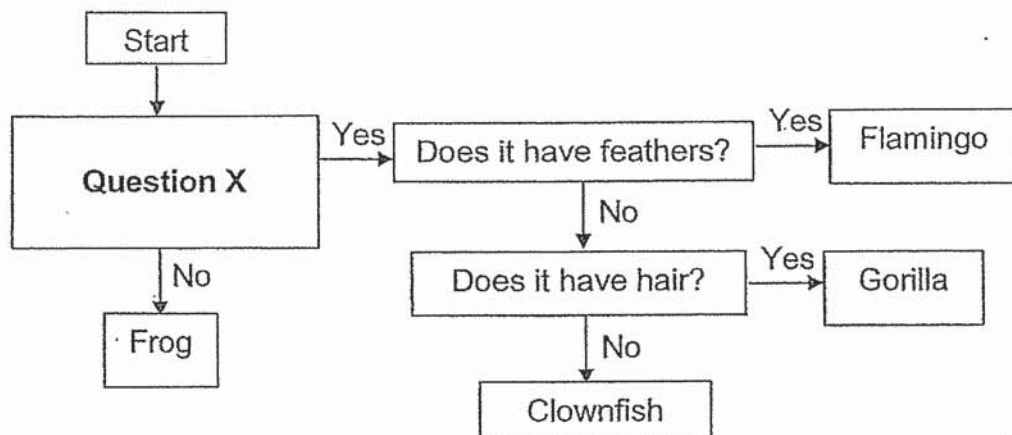 Start
Question X
Yes
Does it have feathers?
Yes
Flamingo
No
No
Does it have hair?
Yes
Gorilla
Frog
No
Clownfish